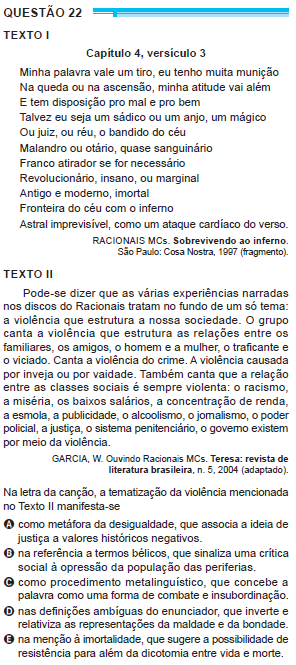 QUESTÃO 22
TEXTO I
Capítulo 4, versículo 3
Minha palavra vale um tiro, eu tenho muita munição
Na queda ou na ascensão, minha atitude vai além
E tem disposição pro mal e pro bem
Talvez eu seja um sádico ou um anjo, um mágico
Ou juiz, ou réu, o bandido do céu
Malandro ou otário, quase sanguinário
Franco atirador se for necessário
Revolucionário, insano, ou marginal
Antigo e moderno, imortal
Fronteira do céu com o inferno
Astral imprevisível, como um ataque cardíaco do verso.
RACIONAIS MCs. Sobrevivendo ao inferno.
São Paulo: Cosa Nostra, 1997 (fragmento).
TEXTO II
Pode-se dizer que as várias experiências narradas
nos discos do Racionais tratam no fundo de um só tema:
a violência que estrutura a nossa sociedade. O grupo
canta a violência que estrutura as relações entre os
familiares, os amigos, o homem e a mulher, o traficante e
o viciado. Canta a violência do crime. A violência causada
por inveja ou por vaidade. Também canta que a relação
entre as classes sociais é sempre violenta: o racismo,
a miséria, os baixos salários, a concentração de renda,
a esmola, a publicidade, o alcoolismo, o jornalismo, o poder
policial, a justiça, o sistema penitenciário, o governo existem
por meio da violência.
GARCIA, W. Ouvindo Racionais MCs. Teresa: revista de
literatura brasileira, n. 5, 2004 (adaptado).
Na letra da canção, a tematização da violência mencionada
no Texto II manifesta-se
A como metáfora da desigualdade, que associa a ideia de
justiça a valores históricos negativos.
B na referência a termos bélicos, que sinaliza uma crítica
social à opressão da população das periferias.
C como procedimento metalinguístico, que concebe a
palavra como uma forma de combate e insubordinação.
D nas definições ambíguas do enunciador, que inverte e
relativiza as representações da maldade e da bondade.
E na menção à imortalidade, que sugere a possibilidade de
resistência para além da dicotomia entre vida e morte.